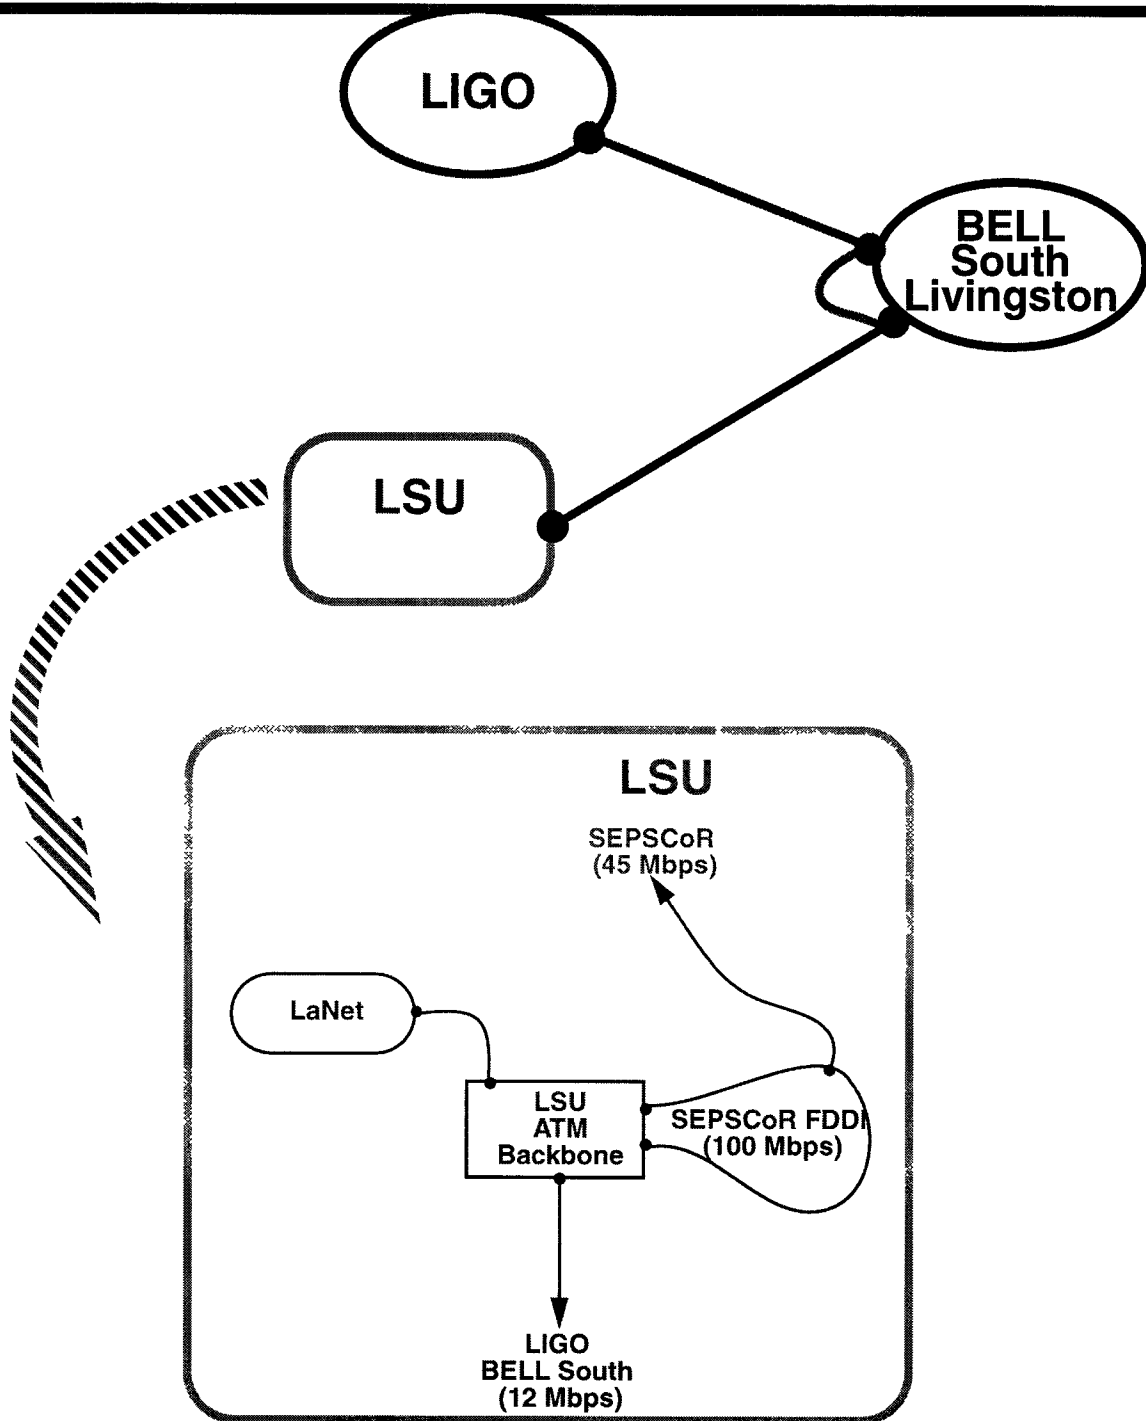 LIGO
BELL
South
Livingston
LSU
LSU
SEPSCoR
(45 Mbps)
LaNet
LSU
ATM
Backbone
SEPSCoR FDDI
(100 Mbps)
LIGO
BELL South
(12 Mbps)